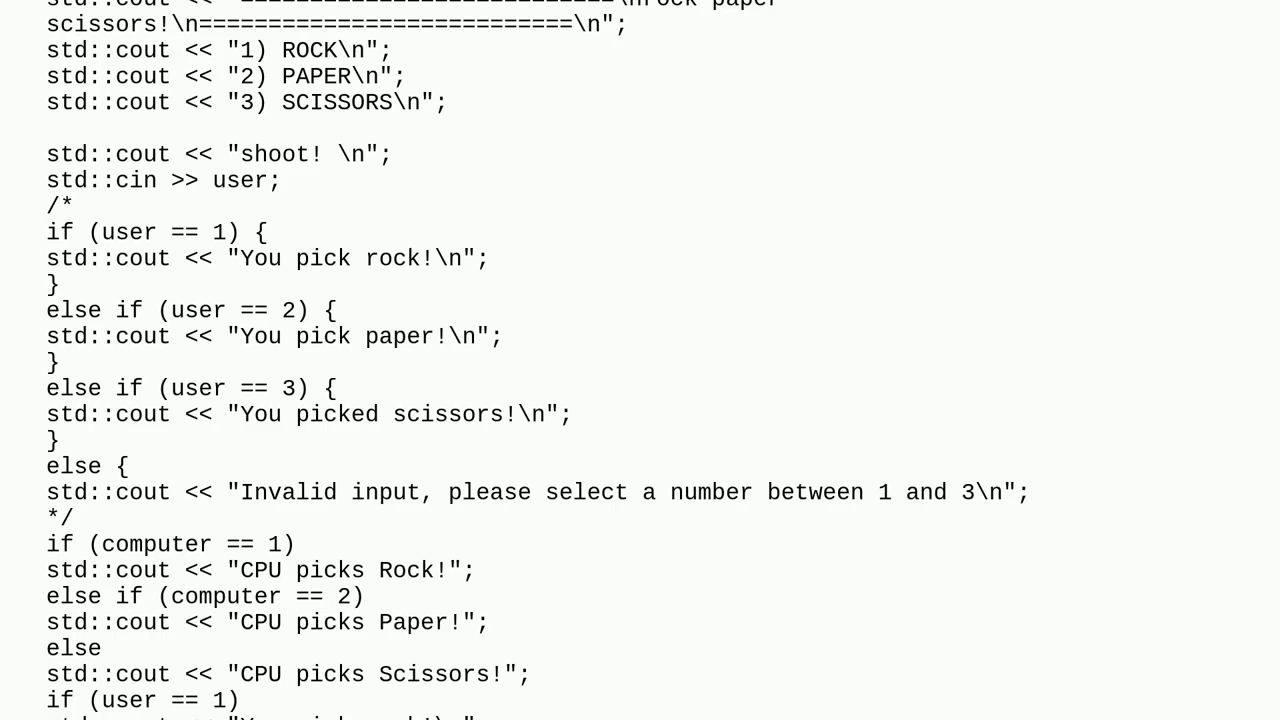 std::cout << "===========================\nrock paper
scissors!\n===========================\n";
std::cout << "1) ROCK\n";
std::cout << "2) PAPER\n";
std::cout << "3) SCISSORS\n";
std::cout << "shoot! \n";
std::cin >> user;
/*
if (user == 1) {
std::cout << "You pick rock!\n";
}
else if (user == 2) {
std::cout << "You pick paper!\n";
}
else if (user == 3) {
std::cout << "You picked scissors!\n";
}
else {
std::cout << "Invalid input, please select a number between 1 and 3\n";
*/
if (computer == 1)
std::cout << "CPU picks Rock!";
else if (computer == 2)
std::cout << "CPU picks Paper!";
else
std::cout << "CPU picks Scissors!";
if (user == 1)